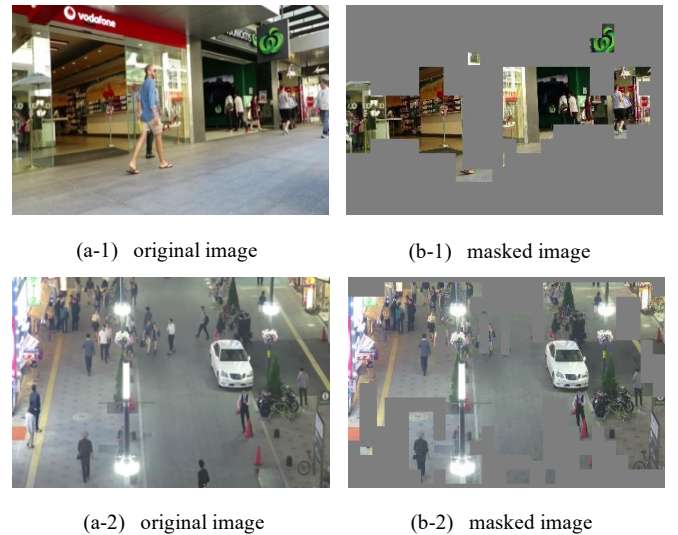 vodafone
(a-1) original image
(b-1) masked image
(a-2) original image
(b-2) masked image